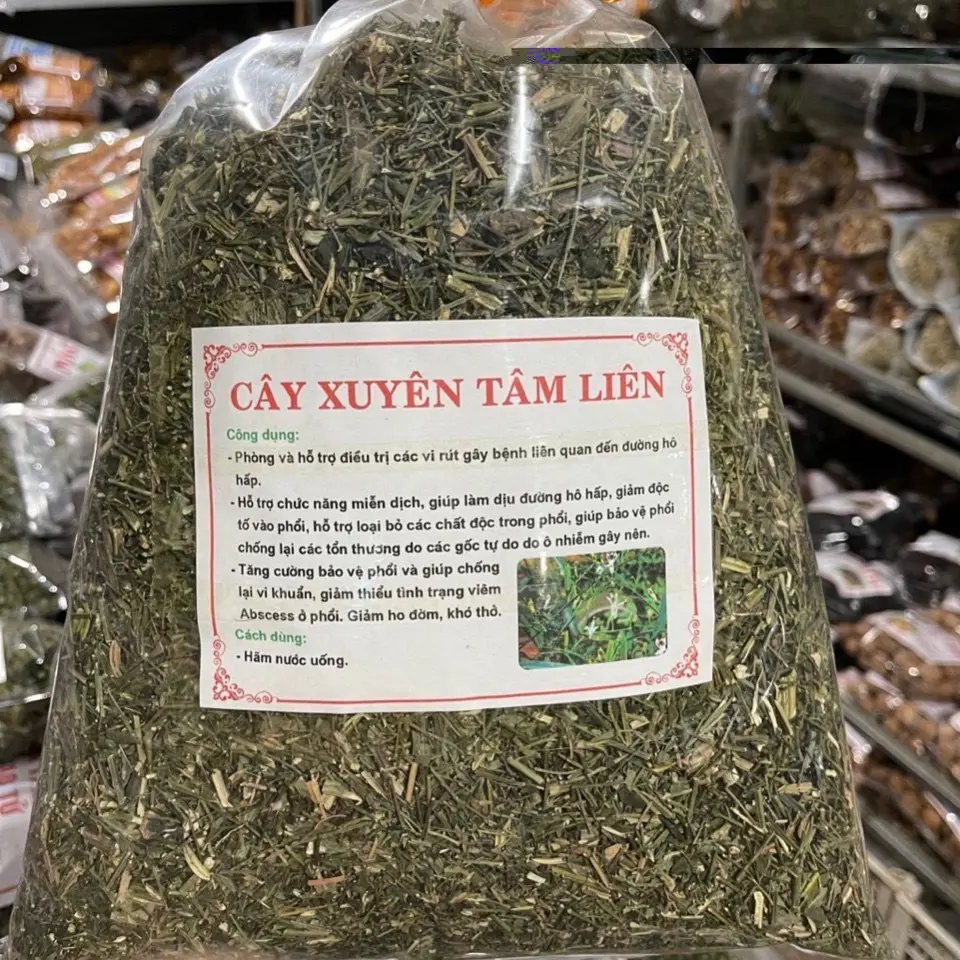 CÂY XUYÊN TÂM LIÊN
Công dụng:
- Phòng và hỗ trợ điều trị các vi rút gây bệnh liên quan đến đường hô
hấp.
- Hỗ trợ chức năng miễn dịch, giúp làm dịu đường hô hấp, giảm độc
tố vào phổi, hỗ trợ loại bỏ các chất độc trong phổi, giúp bảo vệ phổi
chống lại các tổn thương do các gốc tự do do ô nhiễm gây nên.
- Tăng cường bảo vệ phổi và giúp chống
lại vi khuẩn, giảm thiểu tình trạng viêm
Abscess ở phổi. Giảm ho đờm, khó thở.
Cách dùng:
- Hãm nước uống.